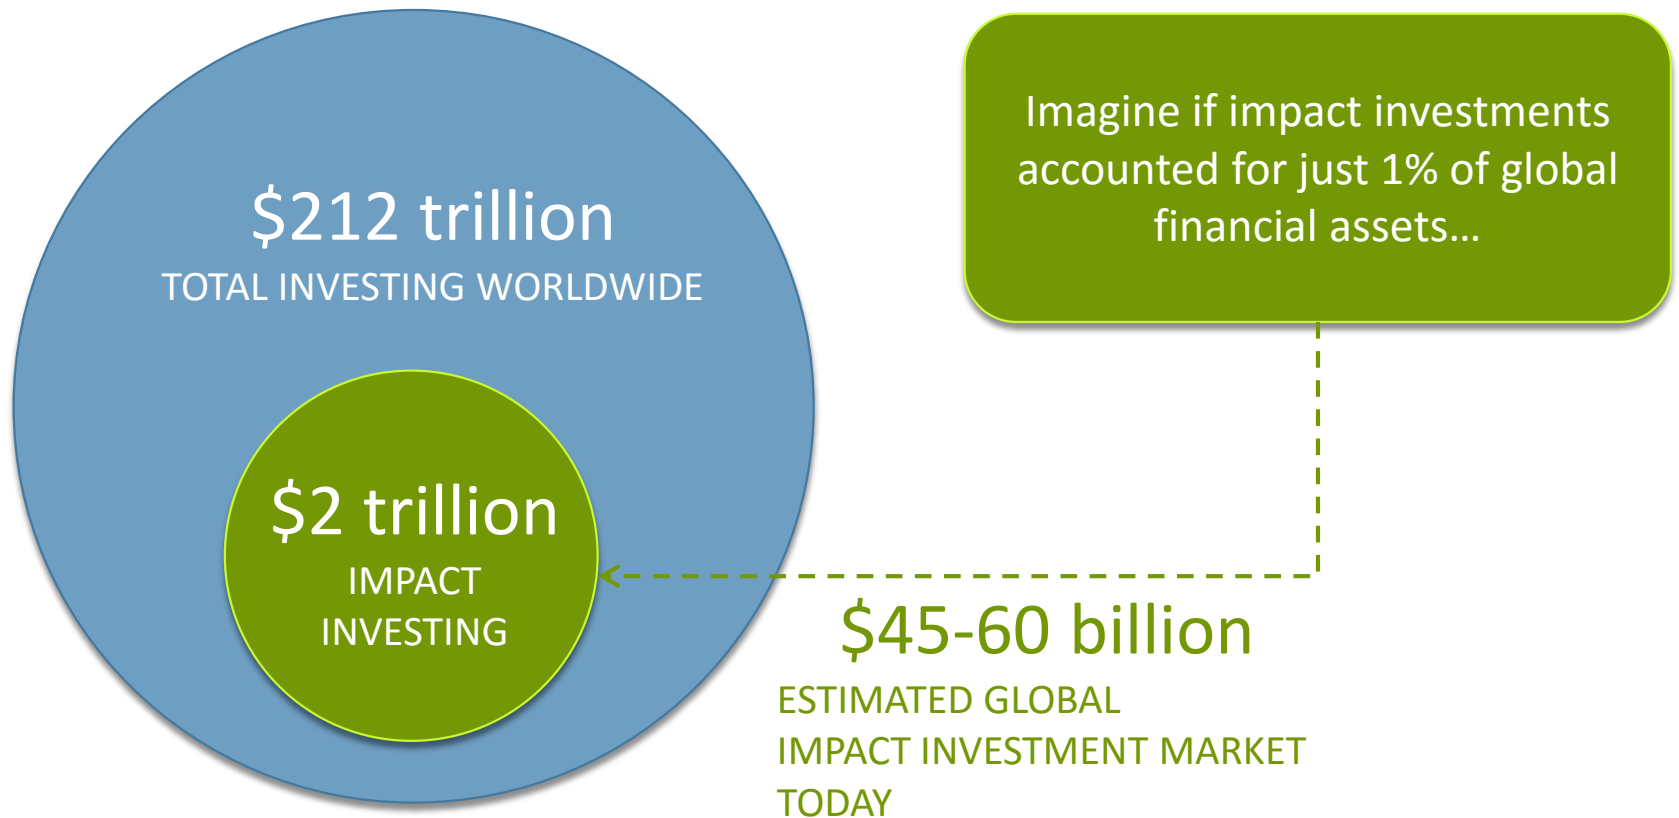 $212 trillion
TOTAL INVESTING WORLDWIDE
$2 trillion
IMPACT
INVESTING
Imagine if impact investments
accounted for just 1% of global
financial assets…
$45-60 billion
ESTIMATED GLOBAL
IMPACT INVESTMENT MARKET
TODAY